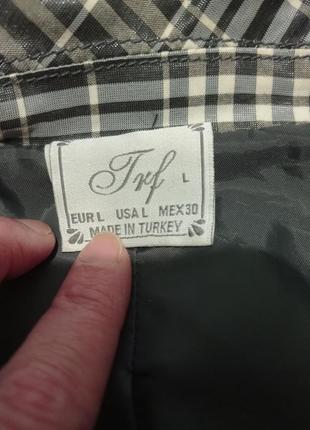 Trf L
EUR L USA L MEX 30
MADE IN TURKEY